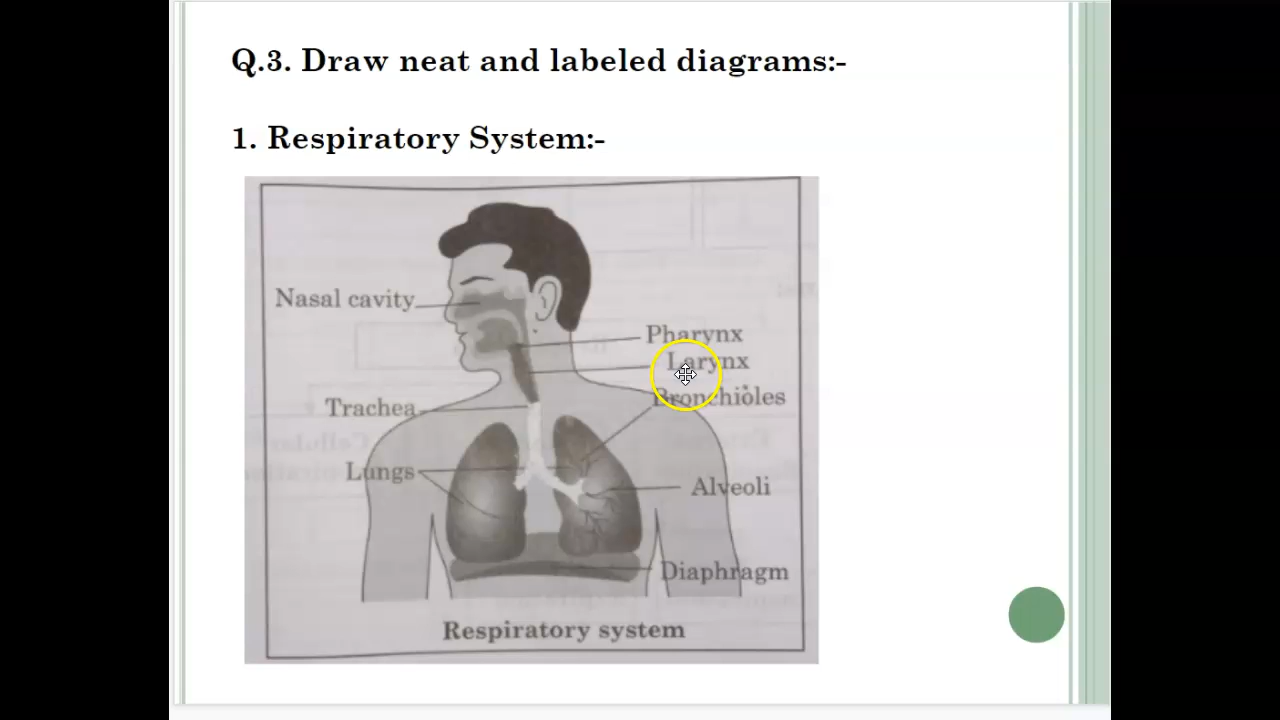 Q.3. Draw neat and labeled diagrams:-
1. Respiratory System:-
Nasal cavity
Pharynx
Larynx
Bronchioles
Trachea
Lungs
Alveoli
Diaphragm
Respiratory system